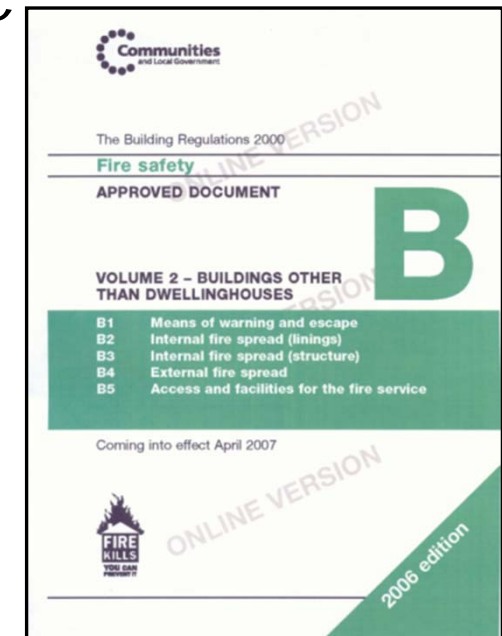 Communities
and Local Government
The Building Regulations 2000
ONLINE VERSION
Fire safety
APPROVED DOCUMENT
B
VOLUME 2 – BUILDINGS OTHER
THAN DWELLINGHOUSES
VERSION
B1 Means of warning and escape
B2 Internal fire spread (linings)
B3 Internal fire spread (structure)
B4 External fire spread
B5 Access and facilities for the fire service
Coming into effect April 2007
ONLINE VERSION
FIRE
KILLS
YOU CAN
PREVENT IT
2006 edition